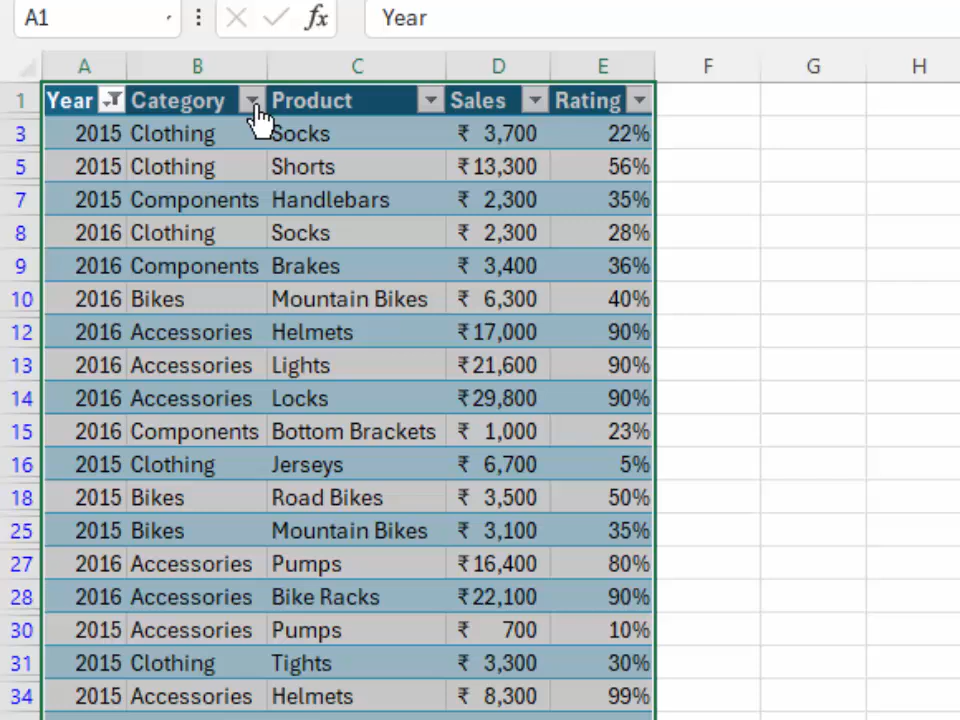 A1 fx Year
A B C D E F G H
1 Year Category Product Sales Rating
3 2015 Clothing Socks ₹ 3,700 22%
5 2015 Clothing Shorts ₹ 13,300 56%
7 2015 Components Handlebars ₹ 2,300 35%
8 2016 Clothing Socks ₹ 2,300 28%
9 2016 Components Brakes ₹ 3,400 36%
10 2016 Bikes Mountain Bikes ₹ 6,300 40%
12 2016 Accessories Helmets ₹ 17,000 90%
13 2016 Accessories Lights ₹ 21,600 90%
14 2016 Accessories Locks ₹ 29,800 90%
15 2016 Components Bottom Brackets ₹ 1,000 23%
16 2015 Clothing Jerseys ₹ 6,700 5%
18 2015 Bikes Road Bikes ₹ 3,500 50%
25 2015 Bikes Mountain Bikes ₹ 3,100 35%
27 2016 Accessories Pumps ₹ 16,400 80%
28 2016 Accessories Bike Racks ₹ 22,100 90%
30 2015 Accessories Pumps ₹ 700 10%
31 2015 Clothing Tights ₹ 3,300 30%
34 2015 Accessories Helmets ₹ 8,300 99%